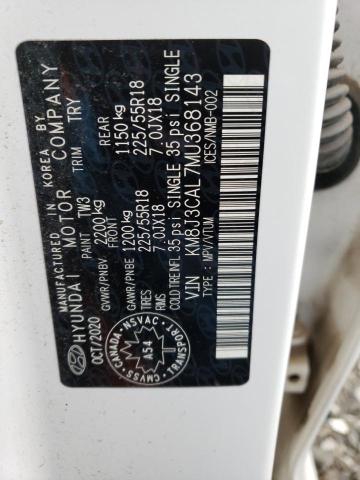 MANUFACTURED IN KOREA BY
HYUNDAI MOTOR COMPANY
OCT/2020 PAINT TW3 TRIM TRY
GVWR/PNBV 2200 kg
FRONT REAR
GAWR/PNBE 1200 kg 1150 kg
TIRES 225/55R18 225/55R18
RIMS 7.0JX18 7.0JX18
COLD TIRE INFL. 35 psi SINGLE 35 psi SINGLE
VIN KM8J3CAL7MU368143
TYPE: MPV/VTUM ICES/NMB-002
CANADA NSVAC
A54
CMVSS TRANSPORT